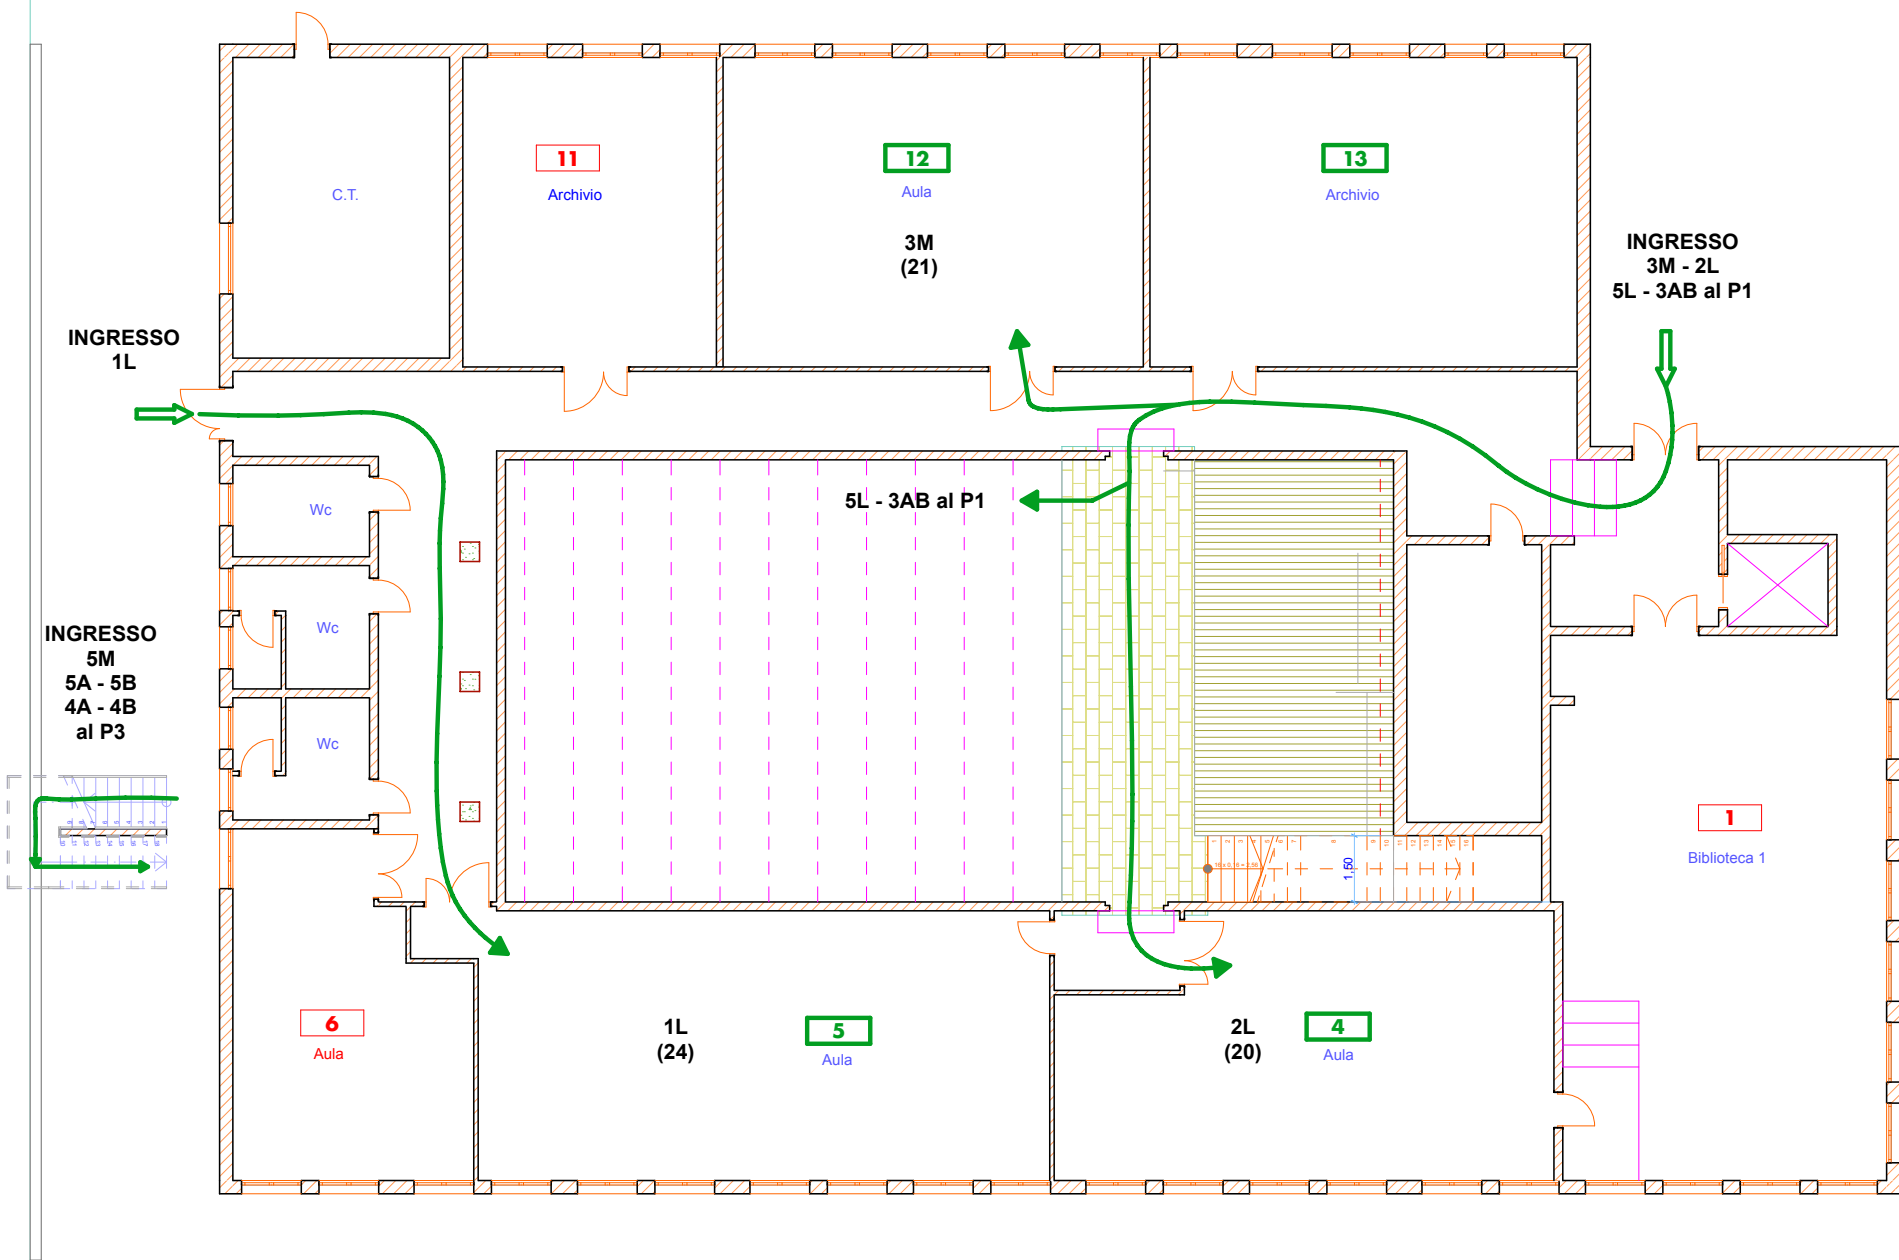 11
Archivio
12
Aula
3M
(21)
13
Archivio
C.T.
INGRESSO
3M - 2L
5L - 3AB al P1
INGRESSO
1L
5L - 3AB al P1
Wc
Wc
Wc
INGRESSO
5M
5A - 5B
4A - 4B
al P3
1
Biblioteca 1
1,50
6
Aula
1L
(24)
5
Aula
2L
(20)
4
Aula